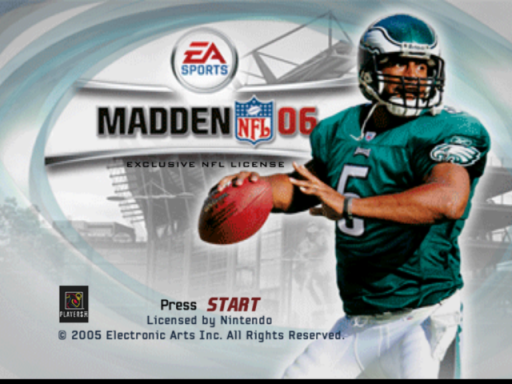 EA
SPORTS
MADDEN NFL 06
EXCLUSIVE NFL LICENSE
5
Press START
Licensed by Nintendo
© 2005 Electronic Arts Inc. All Rights Reserved.